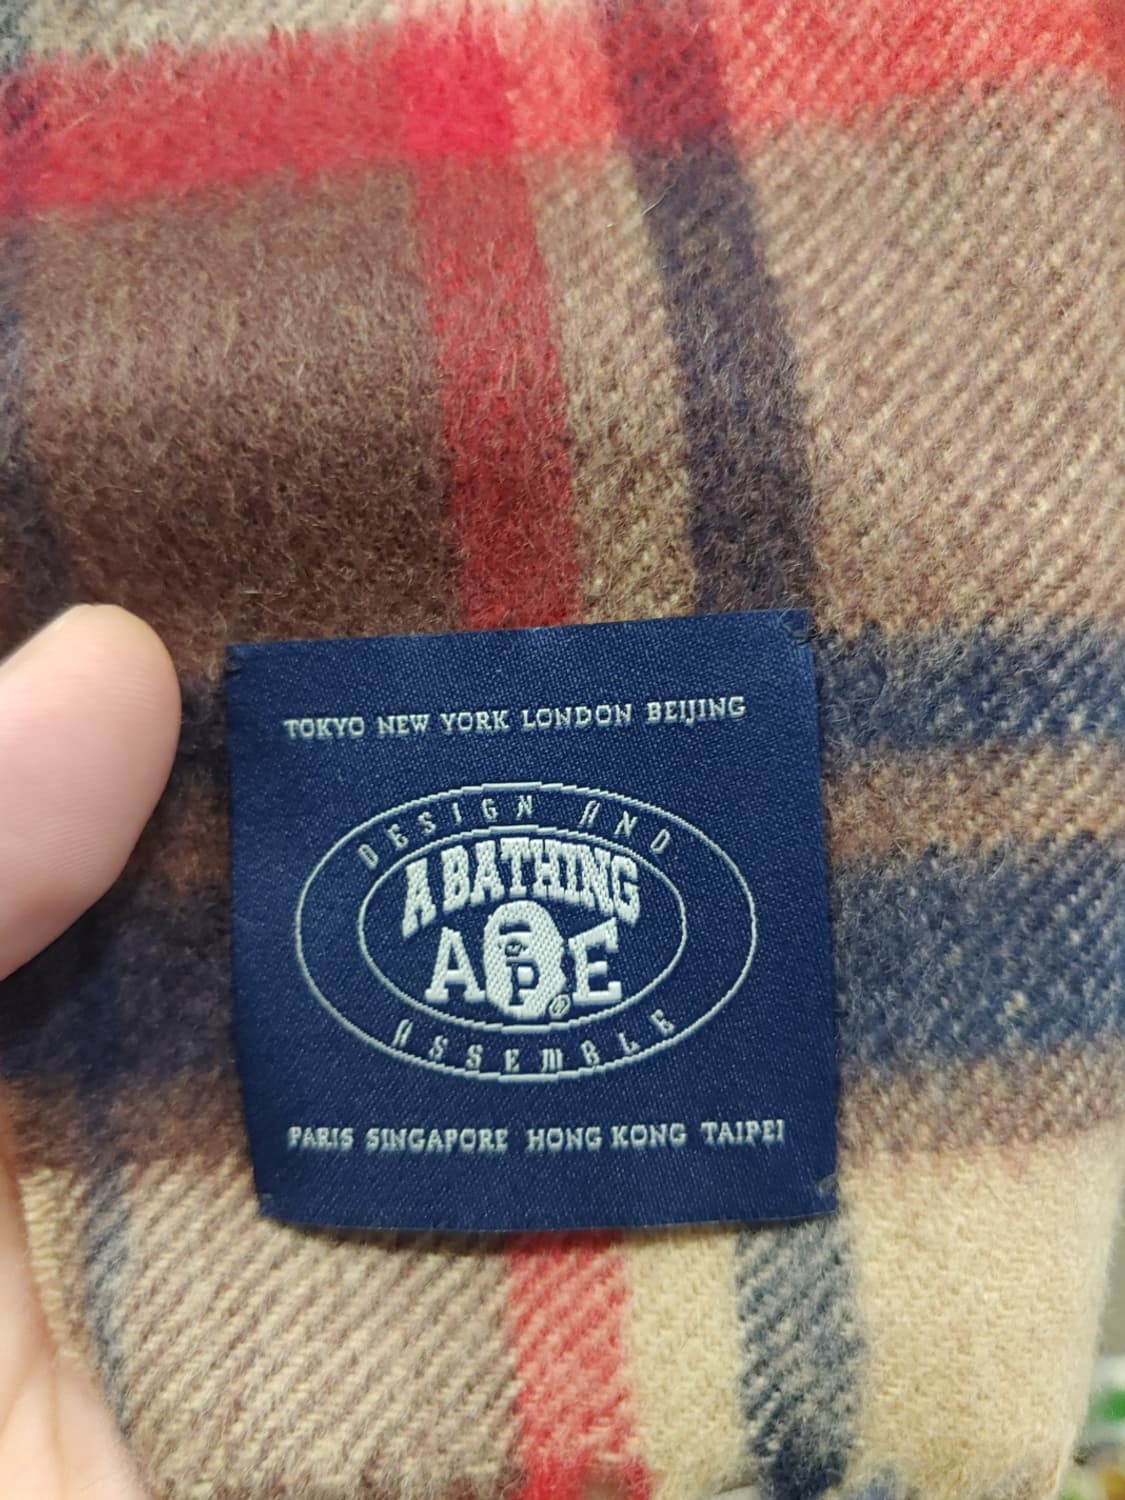 TOKYO NEW YORK LONDON BEIJING
DESIGN AND
A BATHING
APE
ASSEMBLE
PARIS SINGAPORE HONG KONG TAIPEI